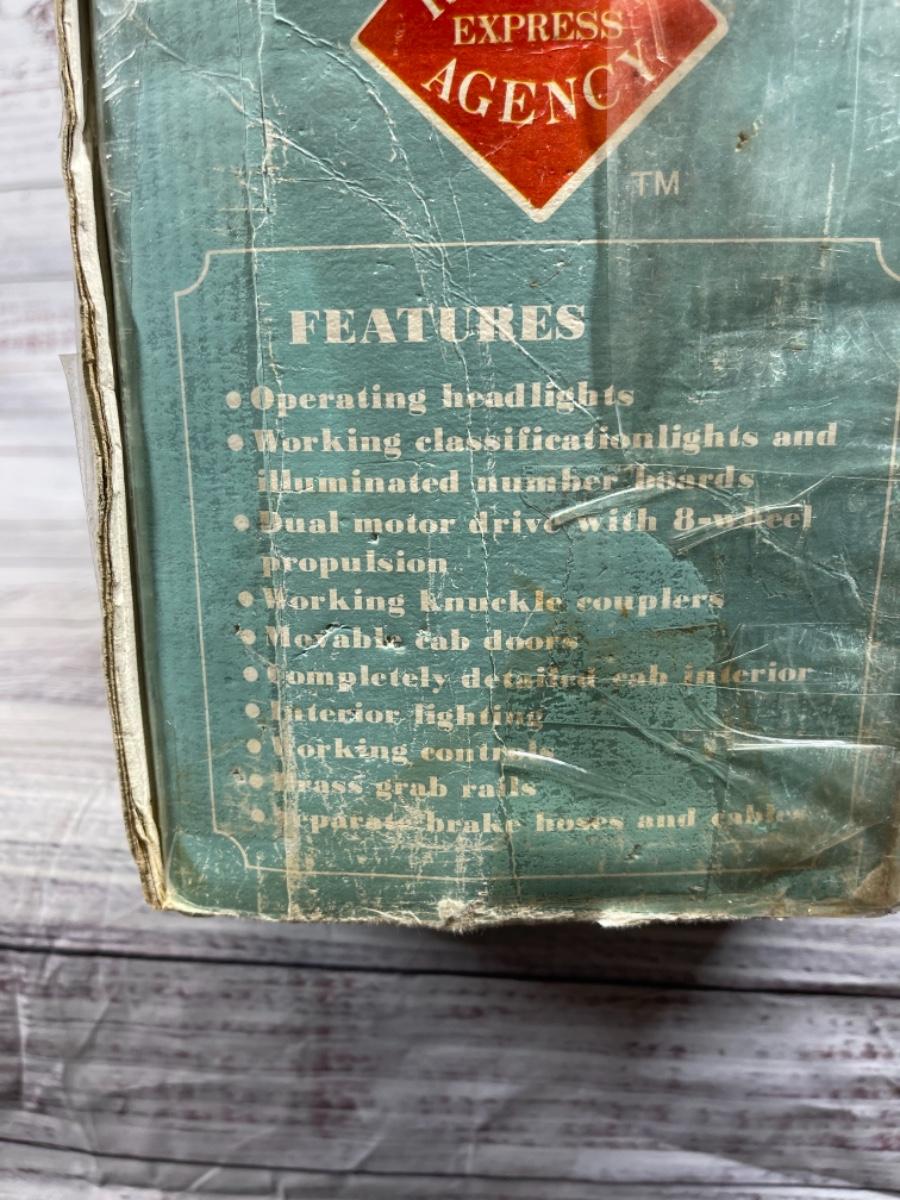 EXPRESS
AGENCY
TM
FEATURES
•Operating headlights
•Working classification lights and
illuminated number boards
•Dual motor drive with 8-wheel
propulsion
•Working knuckle couplers
•Movable cab doors
•Completely detailed cab interior
•Interior lighting
•Working controls
•Brass grab rails
•Separate brake hoses and cables